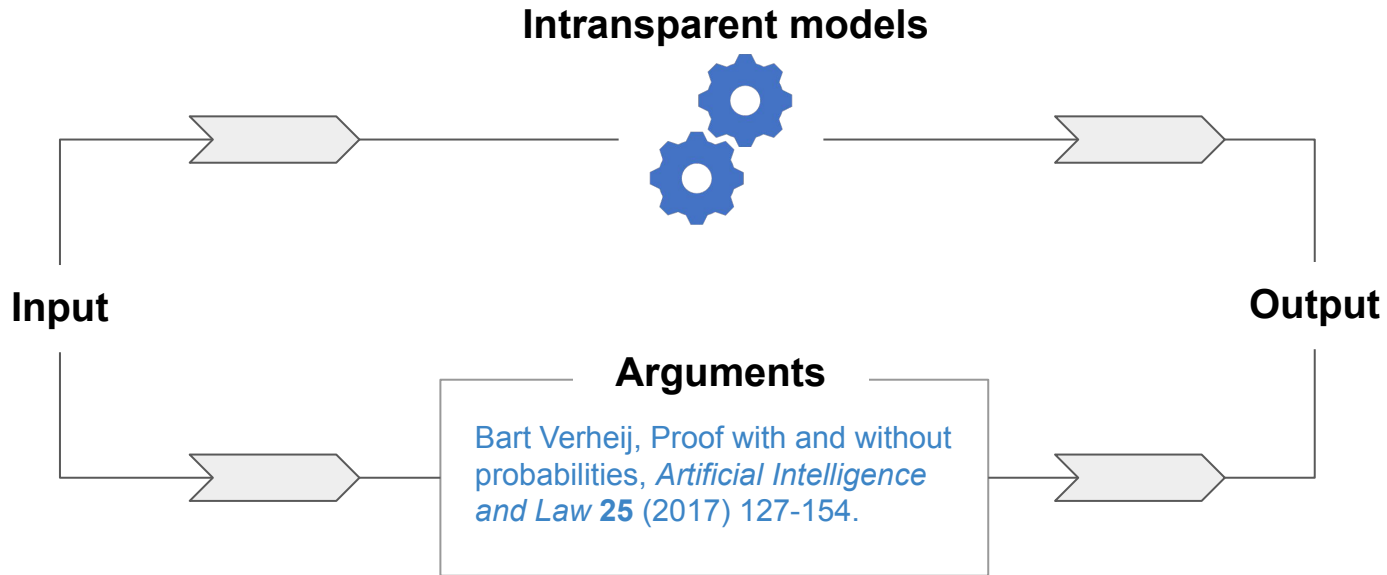 Intransparent models
Input
Output
Arguments
Bart Verheij, Proof with and without
probabilities, Artificial Intelligence
and Law 25 (2017) 127-154.